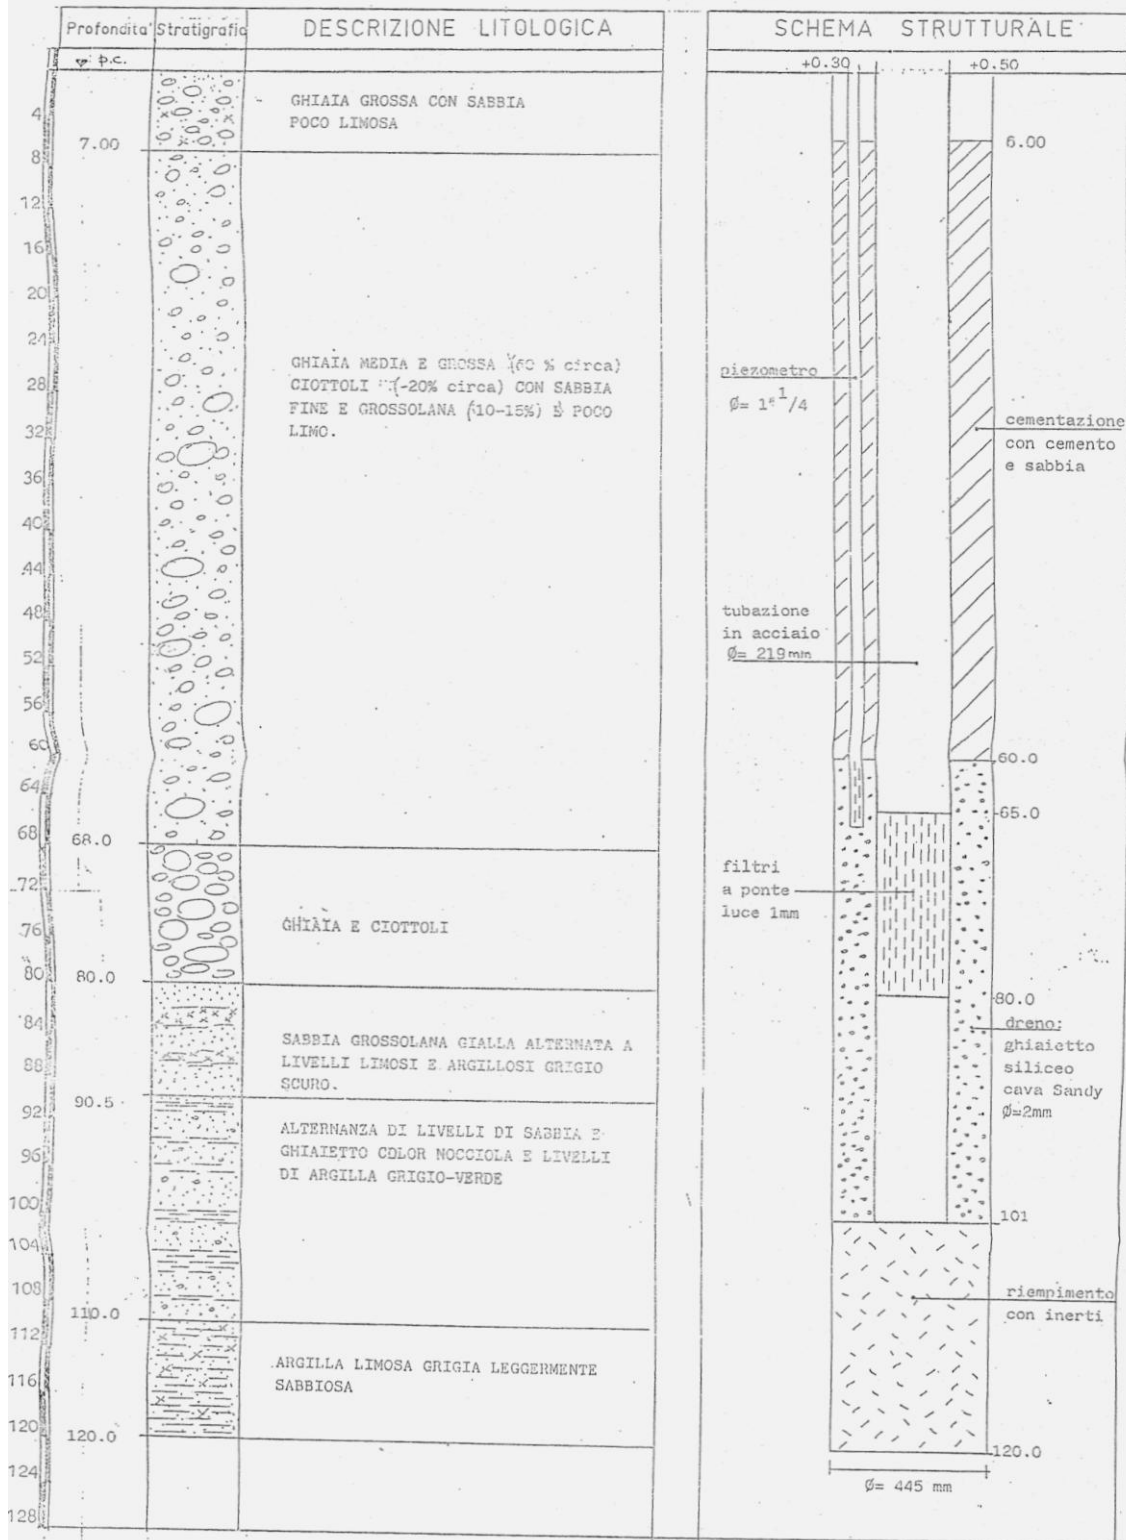 Profondita' Stratigrafia DESCRIZIONE LITOLOGICA
p.c.
4
8
12
16
20
24
28
32
36
40
44
48
52
56
60
64
68
72
76
80
84
88
92
96
100
104
108
112
116
120
124
128
7.00
68.0
80.0
90.5
110.0
120.0
GHIAIA GROSSA CON SABBIA
POCO LIMOSA
GHIAIA MEDIA E GROSSA (60 % circa)
CIOTTOLI (-20% circa) CON SABBIA
FINE E GROSSOLANA (10-15%) E POCO
LIMO.
GHIAIA E CIOTTOLI
SABBIA GROSSOLANA GIALLA ALTERNATA A
LIVELLI LIMOSI E ARGILLOSI GRIGIO
SCURO.
ALTERNANZA DI LIVELLI DI SABBIA E
GHIAIETTO COLOR NOCCIOLA E LIVELLI
DI ARGILLA GRIGIO-VERDE
ARGILLA LIMOSA GRIGIA LEGGERMENTE
SABBIOSA
SCHEMA STRUTTURALE
+0.30 +0.50
6.00
piezometro
Ø= 1" 1/4
cementazione
con cemento
e sabbia
tubazione
in acciaio
Ø= 219 mm
60.0
65.0
filtri
a ponte
luce 1mm
80.0
dreno:
ghiaietto
siliceo
cava Sandy
Ø=2mm
101
riempimento
con inerti
120.0
Ø= 445 mm